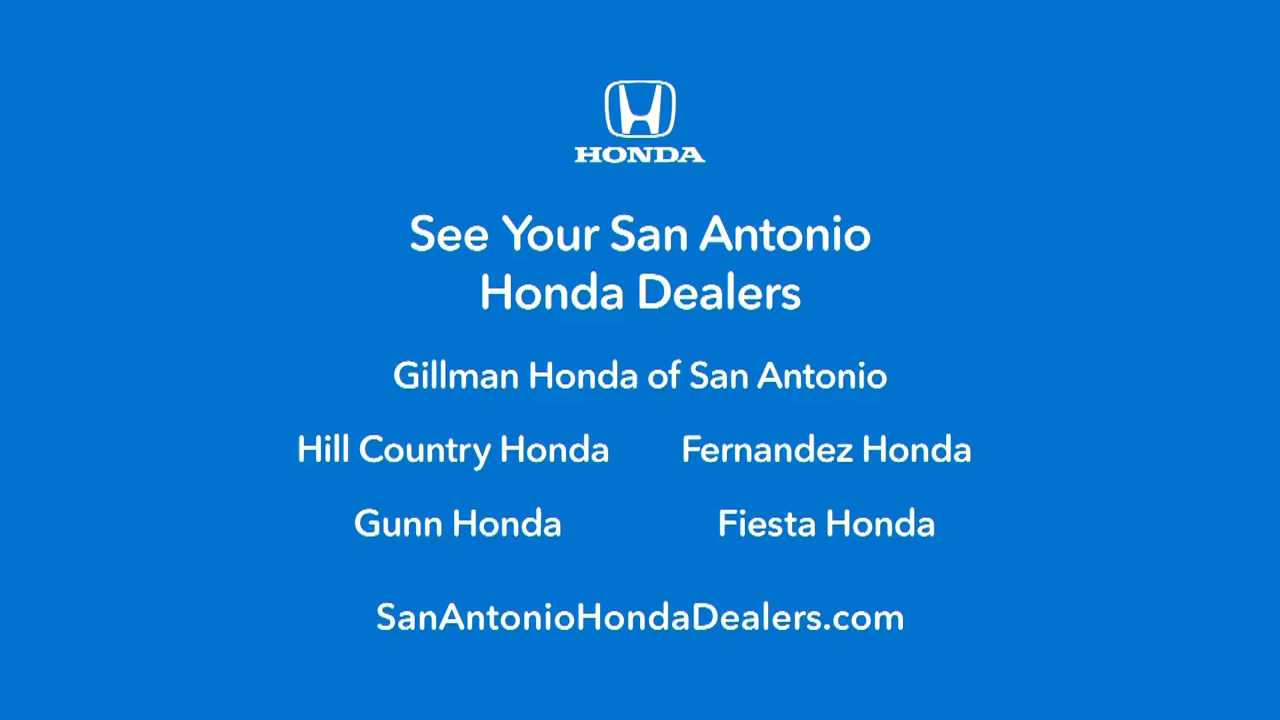 HONDA
See Your San Antonio
Honda Dealers
Gillman Honda of San Antonio
Hill Country Honda
Fernandez Honda
Gunn Honda
Fiesta Honda
SanAntonioHondaDealers.com